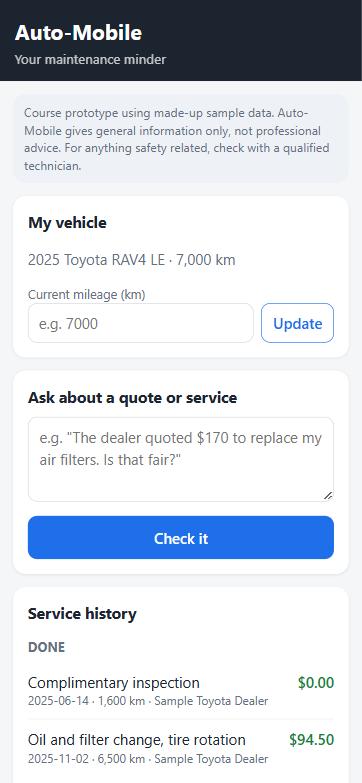 Auto-Mobile
Your maintenance minder
Course prototype using made-up sample data. Auto-
Mobile gives general information only, not professional
advice. For anything safety related, check with a qualified
technician.
My vehicle
2025 Toyota RAV4 LE · 7,000 km
Current mileage (km)
e.g. 7000
Update
Ask about a quote or service
e.g. "The dealer quoted $170 to replace my
air filters. Is that fair?"
Check it
Service history
DONE
Complimentary inspection $0.00
2025-06-14 · 1,600 km · Sample Toyota Dealer
Oil and filter change, tire rotation $94.50
2025-11-02 · 6,500 km · Sample Toyota Dealer